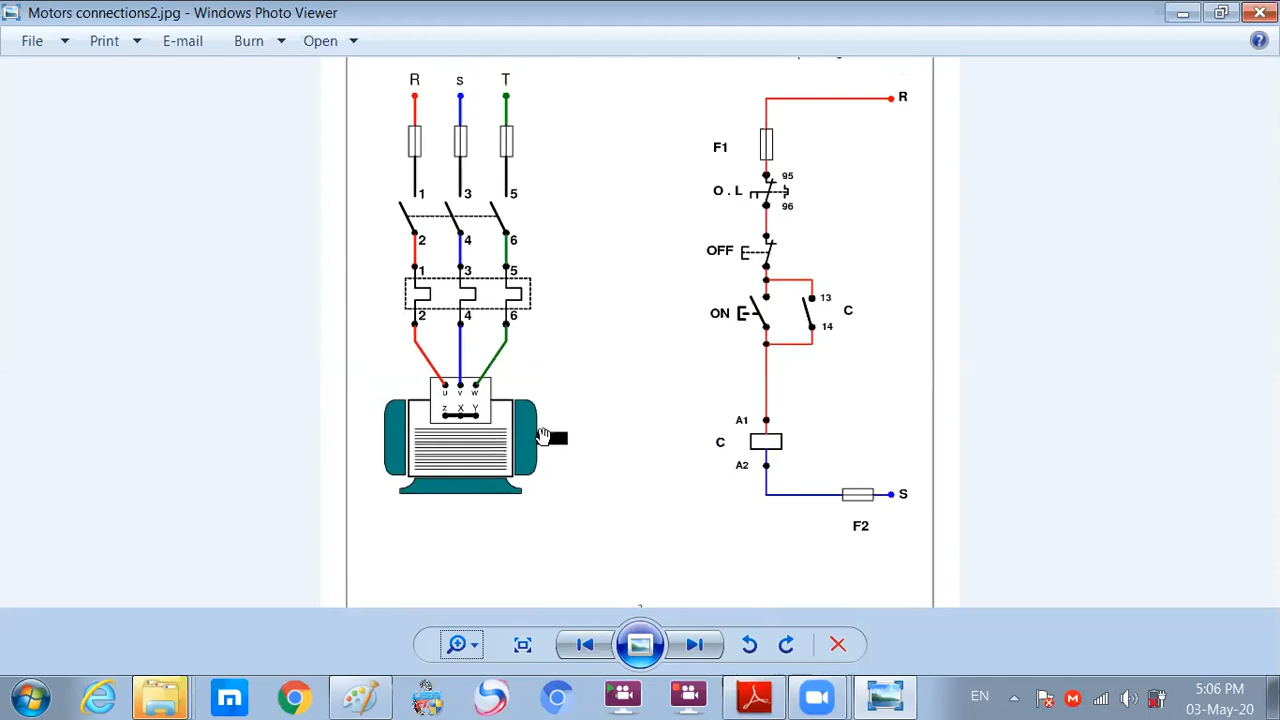 Motors connections2.jpg - Windows Photo Viewer
File Print E-mail Burn Open
R s T
R
F1
95
O . L
96
1 3 5
2 4 6
OFF
1 3 5
2 4 6
13
ON C
14
u v w
z X Y
A1
C
A2
S
F2
EN
5:06 PM
03-May-20